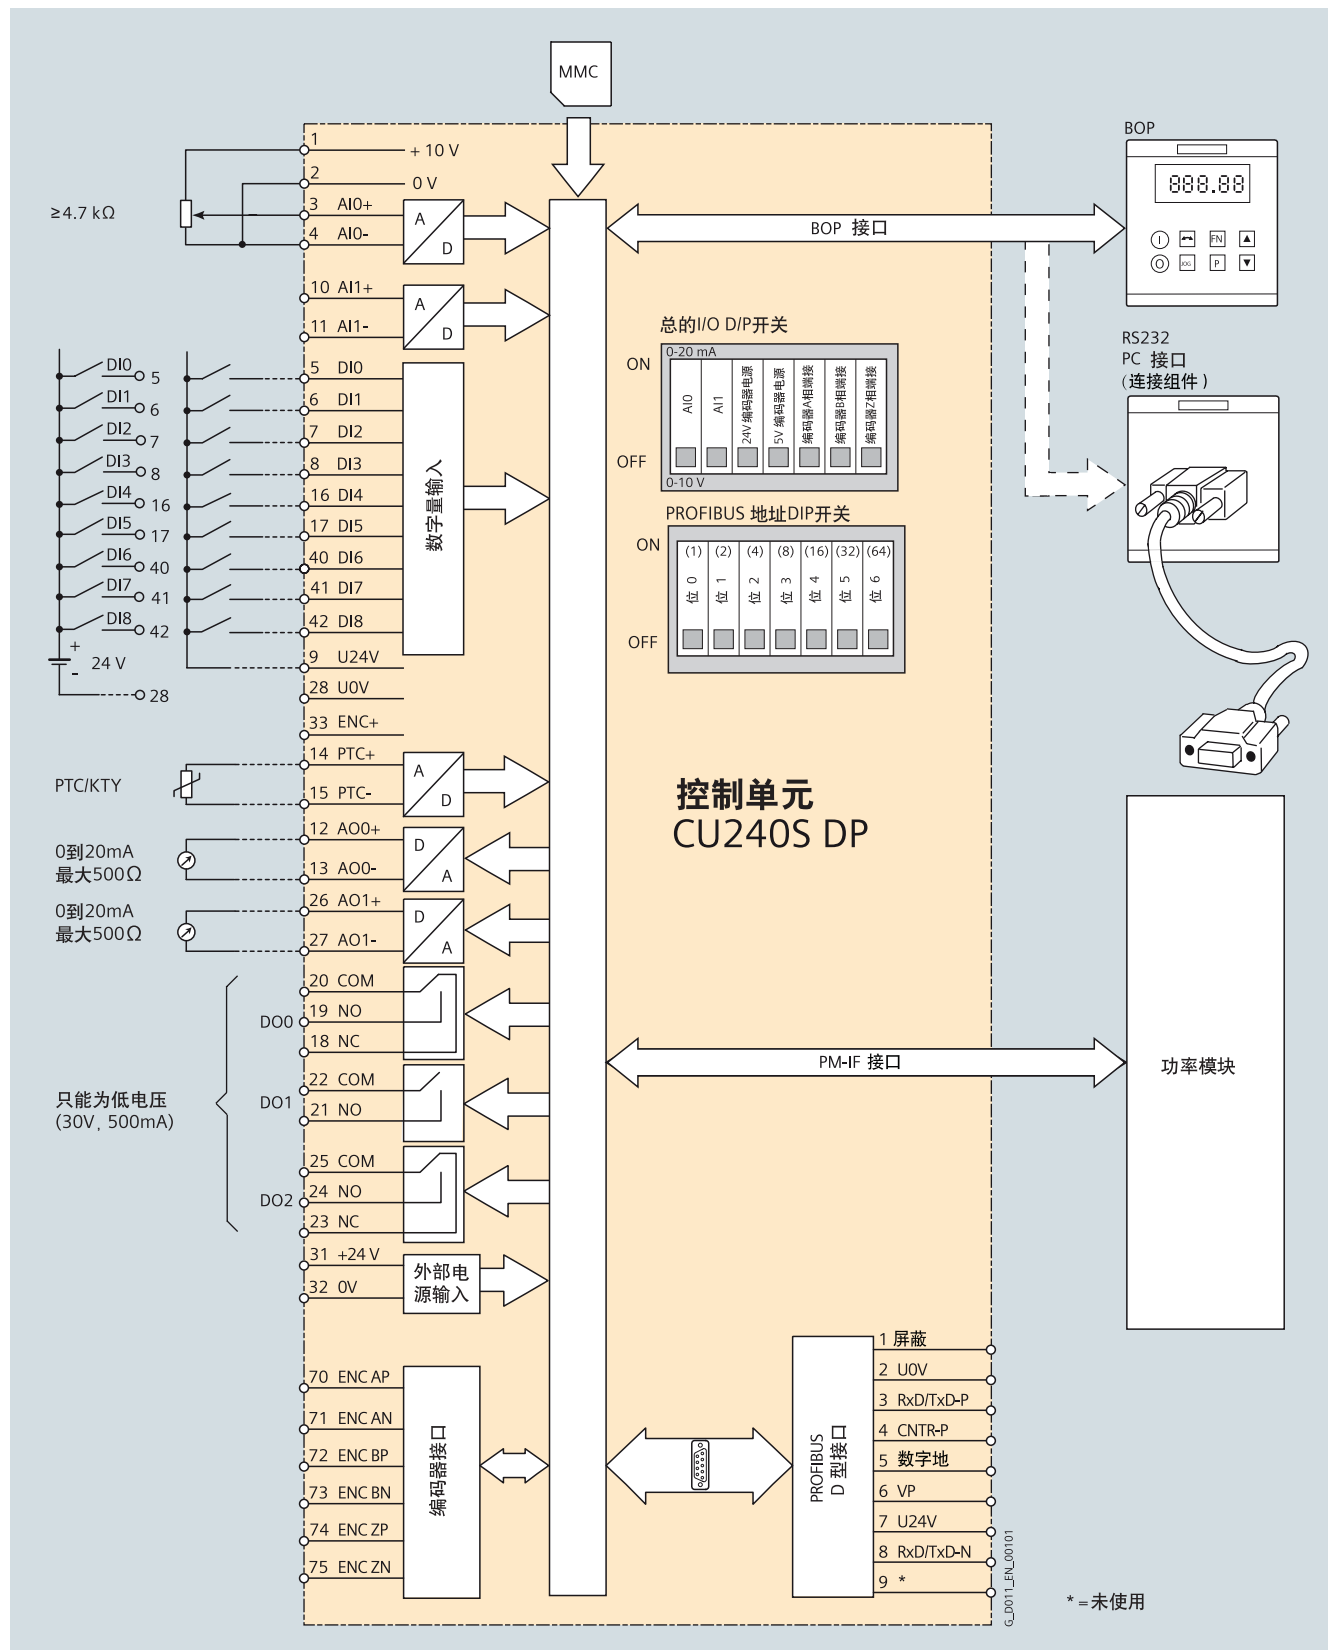 MMC
BOP
888.88
FN
JOG
P
1
+ 10 V
2
0 V
≥4.7 kΩ
3 AI0+
4 AI0-
A
D
BOP 接口
10 AI1+
11 AI1-
A
D
RS232
PC 接口
(连接组件)
总的I/O D/P开关
ON
OFF
0-20 mA
AI0
AI1
24V 编码器电源
5V 编码器电源
编码器A相端接
编码器B相端接
编码器Z相端接
0-10 V
PROFIBUS 地址DIP开关
ON
OFF
(1) (2) (4) (8) (16) (32) (64)
位 0
位 1
位 2
位 3
位 4
位 5
位 6
DI0 5
DI1 6
DI2 7
DI3 8
DI4 16
DI5 17
DI6 40
DI7 41
DI8 42
+
24 V
-
28
5 DI0
6 DI1
7 DI2
8 DI3
16 DI4
17 DI5
40 DI6
41 DI7
42 DI8
数字量输入
9 U24V
28 U0V
33 ENC+
PTC/KTY
14 PTC+
15 PTC-
A
D
控制单元
CU240S DP
0到20mA
最大500Ω
12 AO0+
13 AO0-
D
A
0到20mA
最大500Ω
26 AO1+
27 AO1-
D
A
20 COM
DO0
19 NO
18 NC
PM-IF 接口
功率模块
只能为低电压
(30V, 500mA)
22 COM
DO1
21 NO
25 COM
DO2
24 NO
23 NC
31 +24 V
32 0V
外部电
源输入
70 ENC AP
71 ENC AN
72 ENC BP
73 ENC BN
74 ENC ZP
75 ENC ZN
编码器接口
PROFIBUS
D 型接口
1 屏蔽
2 U0V
3 RxD/TxD-P
4 CNTR-P
5 数字地
6 VP
7 U24V
8 RxD/TxD-N
9 *
G_D011_EN_00101
* =未使用